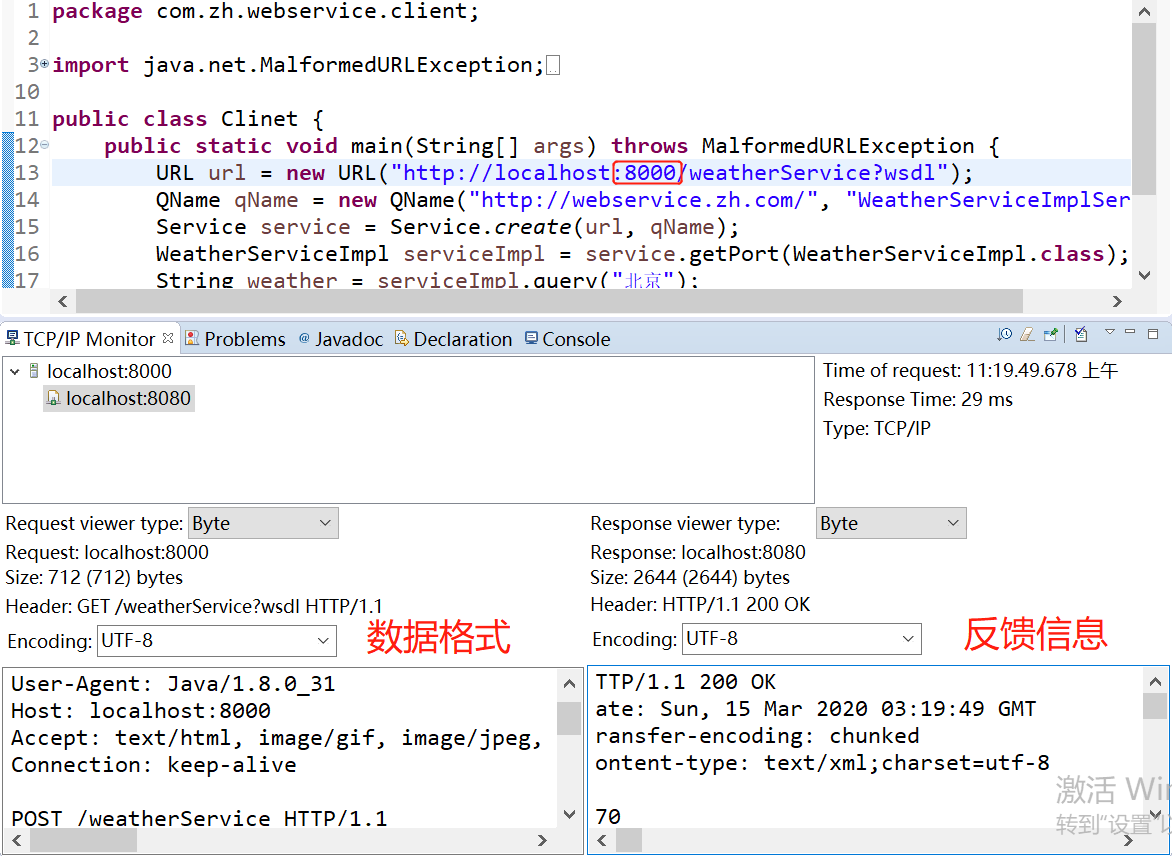 1 package com.zh.webservice.client;
2
3 import java.net.MalformedURLException;
10
11 public class Clinet {
12 public static void main(String[] args) throws MalformedURLException {
13 URL url = new URL("http://localhost:8000/weatherService?wsdl");
14 QName qName = new QName("http://webservice.zh.com/", "WeatherServiceImplSer
15 Service service = Service.create(url, qName);
16 WeatherServiceImpl serviceImpl = service.getPort(WeatherServiceImpl.class);
17 String weather = serviceImpl.query("北京");
TCP/IP Monitor Problems @ Javadoc Declaration Console
localhost:8000
localhost:8080
Time of request: 11:19.49.678 上午
Response Time: 29 ms
Type: TCP/IP
Request viewer type: Byte
Request: localhost:8000
Size: 712 (712) bytes
Header: GET /weatherService?wsdl HTTP/1.1
Encoding: UTF-8
数据格式
User-Agent: Java/1.8.0_31
Host: localhost:8000
Accept: text/html, image/gif, image/jpeg,
Connection: keep-alive
POST /weatherService HTTP/1.1
Response viewer type: Byte
Response: localhost:8080
Size: 2644 (2644) bytes
Header: HTTP/1.1 200 OK
Encoding: UTF-8
反馈信息
TTP/1.1 200 OK
ate: Sun, 15 Mar 2020 03:19:49 GMT
ransfer-encoding: chunked
ontent-type: text/xml;charset=utf-8
70
激活 Win
转到"设置"以